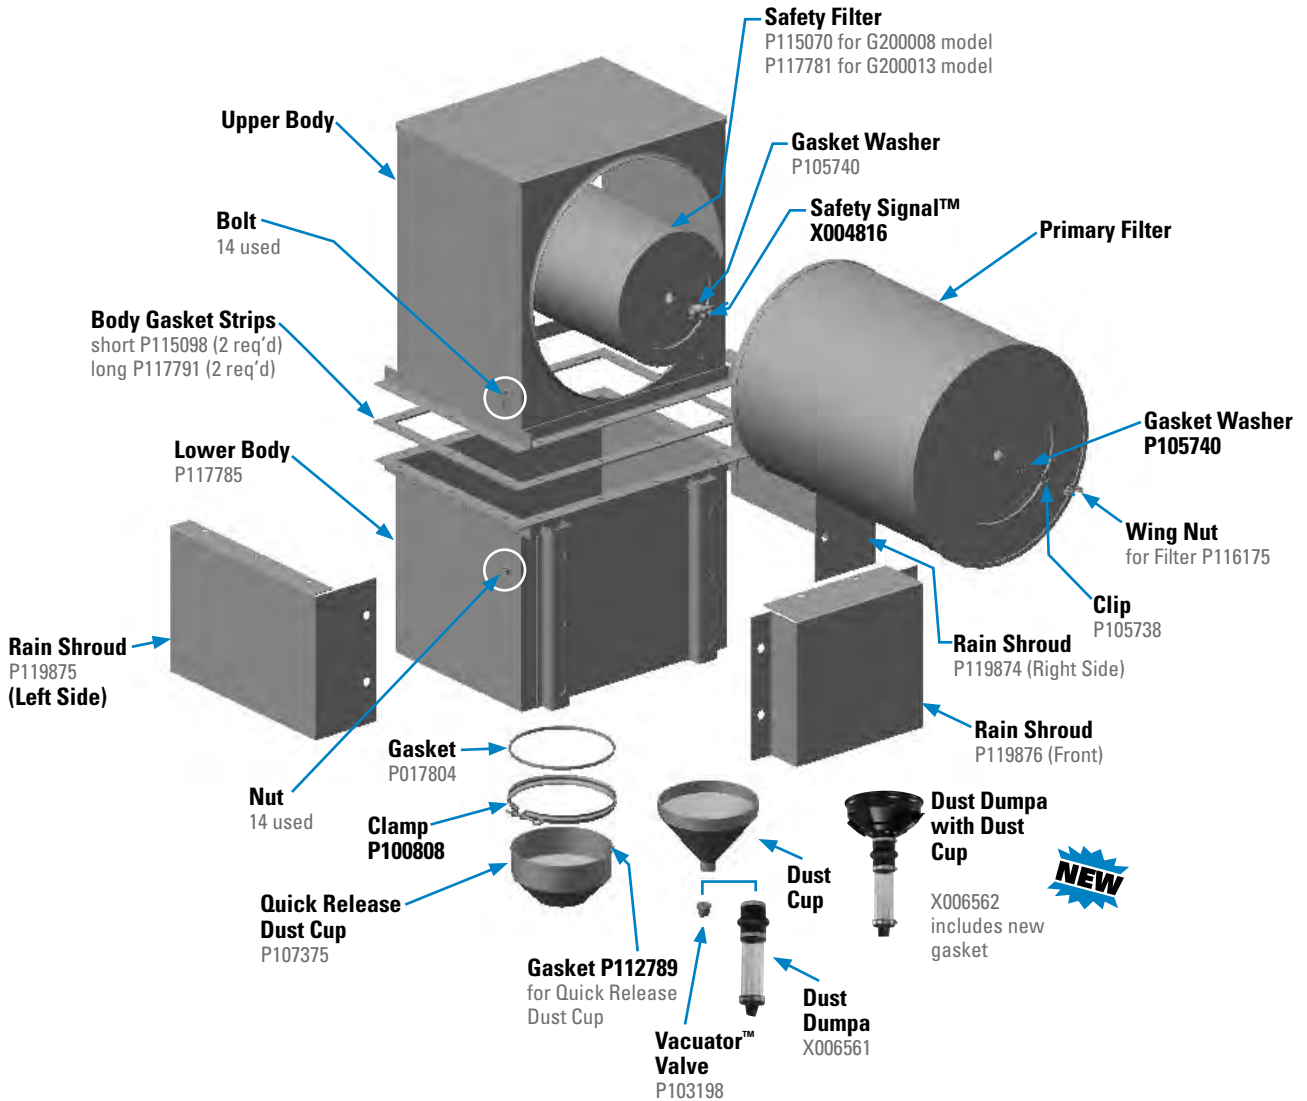 Safety Filter
P115070 for G200008 model
P117781 for G200013 model
Upper Body
Gasket Washer
P105740
Safety Signal™
X004816
Bolt
14 used
Primary Filter
Body Gasket Strips
short P115098 (2 req'd)
long P117791 (2 req'd)
Gasket Washer
P105740
Lower Body
P117785
Wing Nut
for Filter P116175
Clip
P105738
Rain Shroud
P119875
(Left Side)
Rain Shroud
P119874 (Right Side)
Rain Shroud
P119876 (Front)
Gasket
P017804
Nut
14 used
Clamp
P100808
Dust Dumpa
with Dust
Cup
X006562
includes new
gasket
NEW
Dust
Cup
Quick Release
Dust Cup
P107375
Gasket P112789
for Quick Release
Dust Cup
Dust
Dumpa
X006561
Vacuator™
Valve
P103198